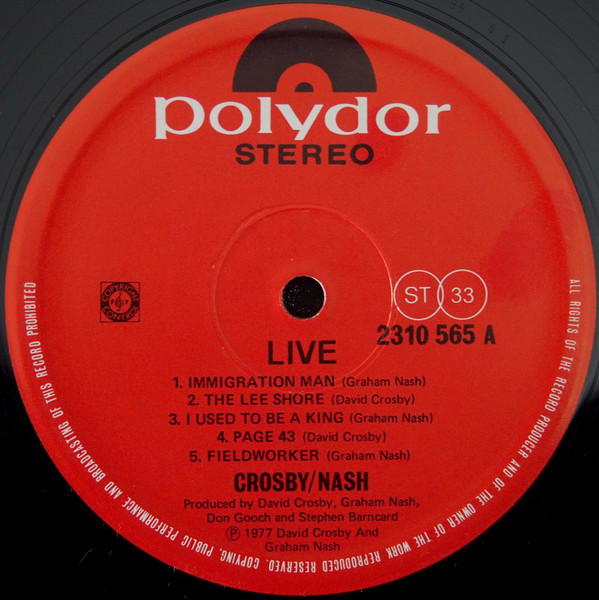 polydor
STEREO
COPYRIGHT
CONTROL
ST 33
2310 565 A
LIVE
1. IMMIGRATION MAN (Graham Nash)
2. THE LEE SHORE (David Crosby)
3. I USED TO BE A KING (Graham Nash)
4. PAGE 43 (David Crosby)
5. FIELDWORKER (Graham Nash)
CROSBY/NASH
Produced by David Crosby, Graham Nash,
Don Gooch and Stephen Barncard
Ⓟ 1977 David Crosby And
Graham Nash
ALL RIGHTS OF THE RECORD PRODUCER AND OF THE OWNER OF THE WORK REPRODUCED RESERVED. COPYING, PUBLIC PERFORMANCE AND BROADCASTING OF THIS RECORD PROHIBITED